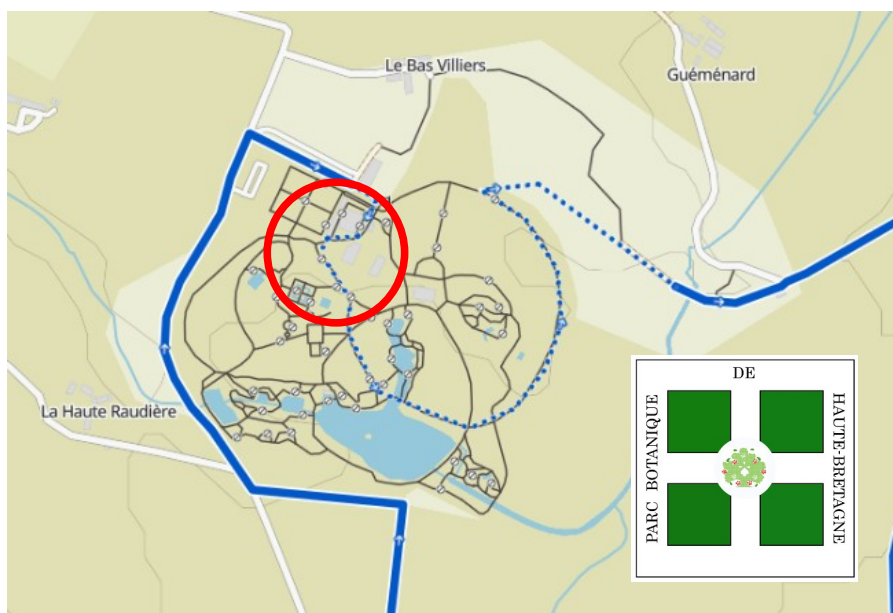 Le Bas Villiers
Guéménard
La Haute Raudière
DE
PARC BOTANIQUE
HAUTE-BRETAGNE